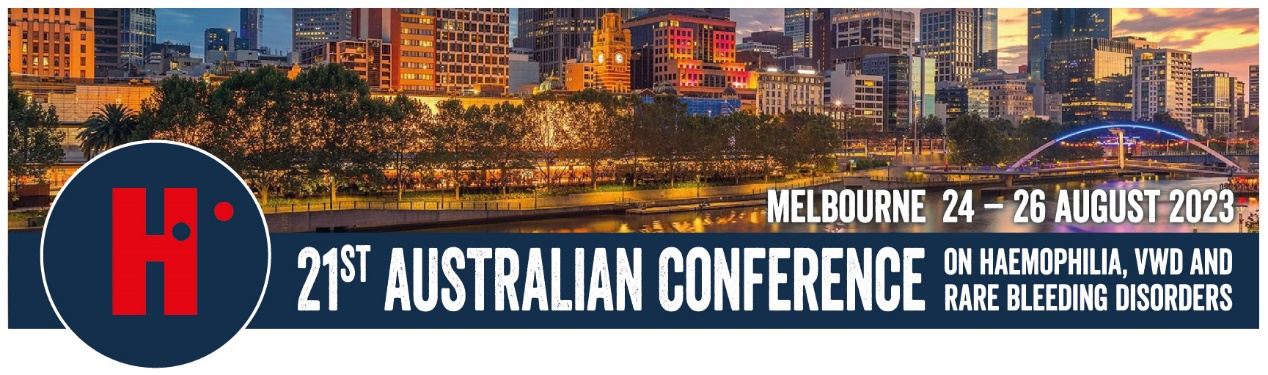 MELBOURNE 24 – 26 AUGUST 2023
H
21ST AUSTRALIAN CONFERENCE
ON HAEMOPHILIA, VWD AND
RARE BLEEDING DISORDERS